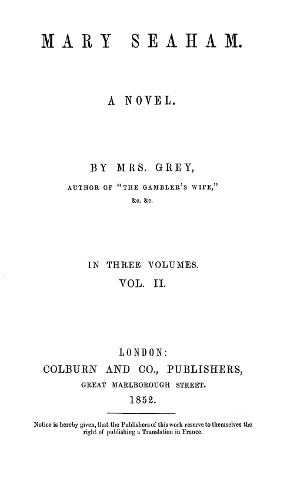 MARY SEAHAM.
A NOVEL.
BY MRS. GREY,
AUTHOR OF "THE GAMBLER'S WIFE,"
&c. &c.
IN THREE VOLUMES.
VOL. II.
LONDON:
COLBURN AND CO., PUBLISHERS,
GREAT MARLBOROUGH STREET.
1852.
Notice is hereby given, that the Publishers of this work reserve to themselves the
right of publishing a Translation in France.